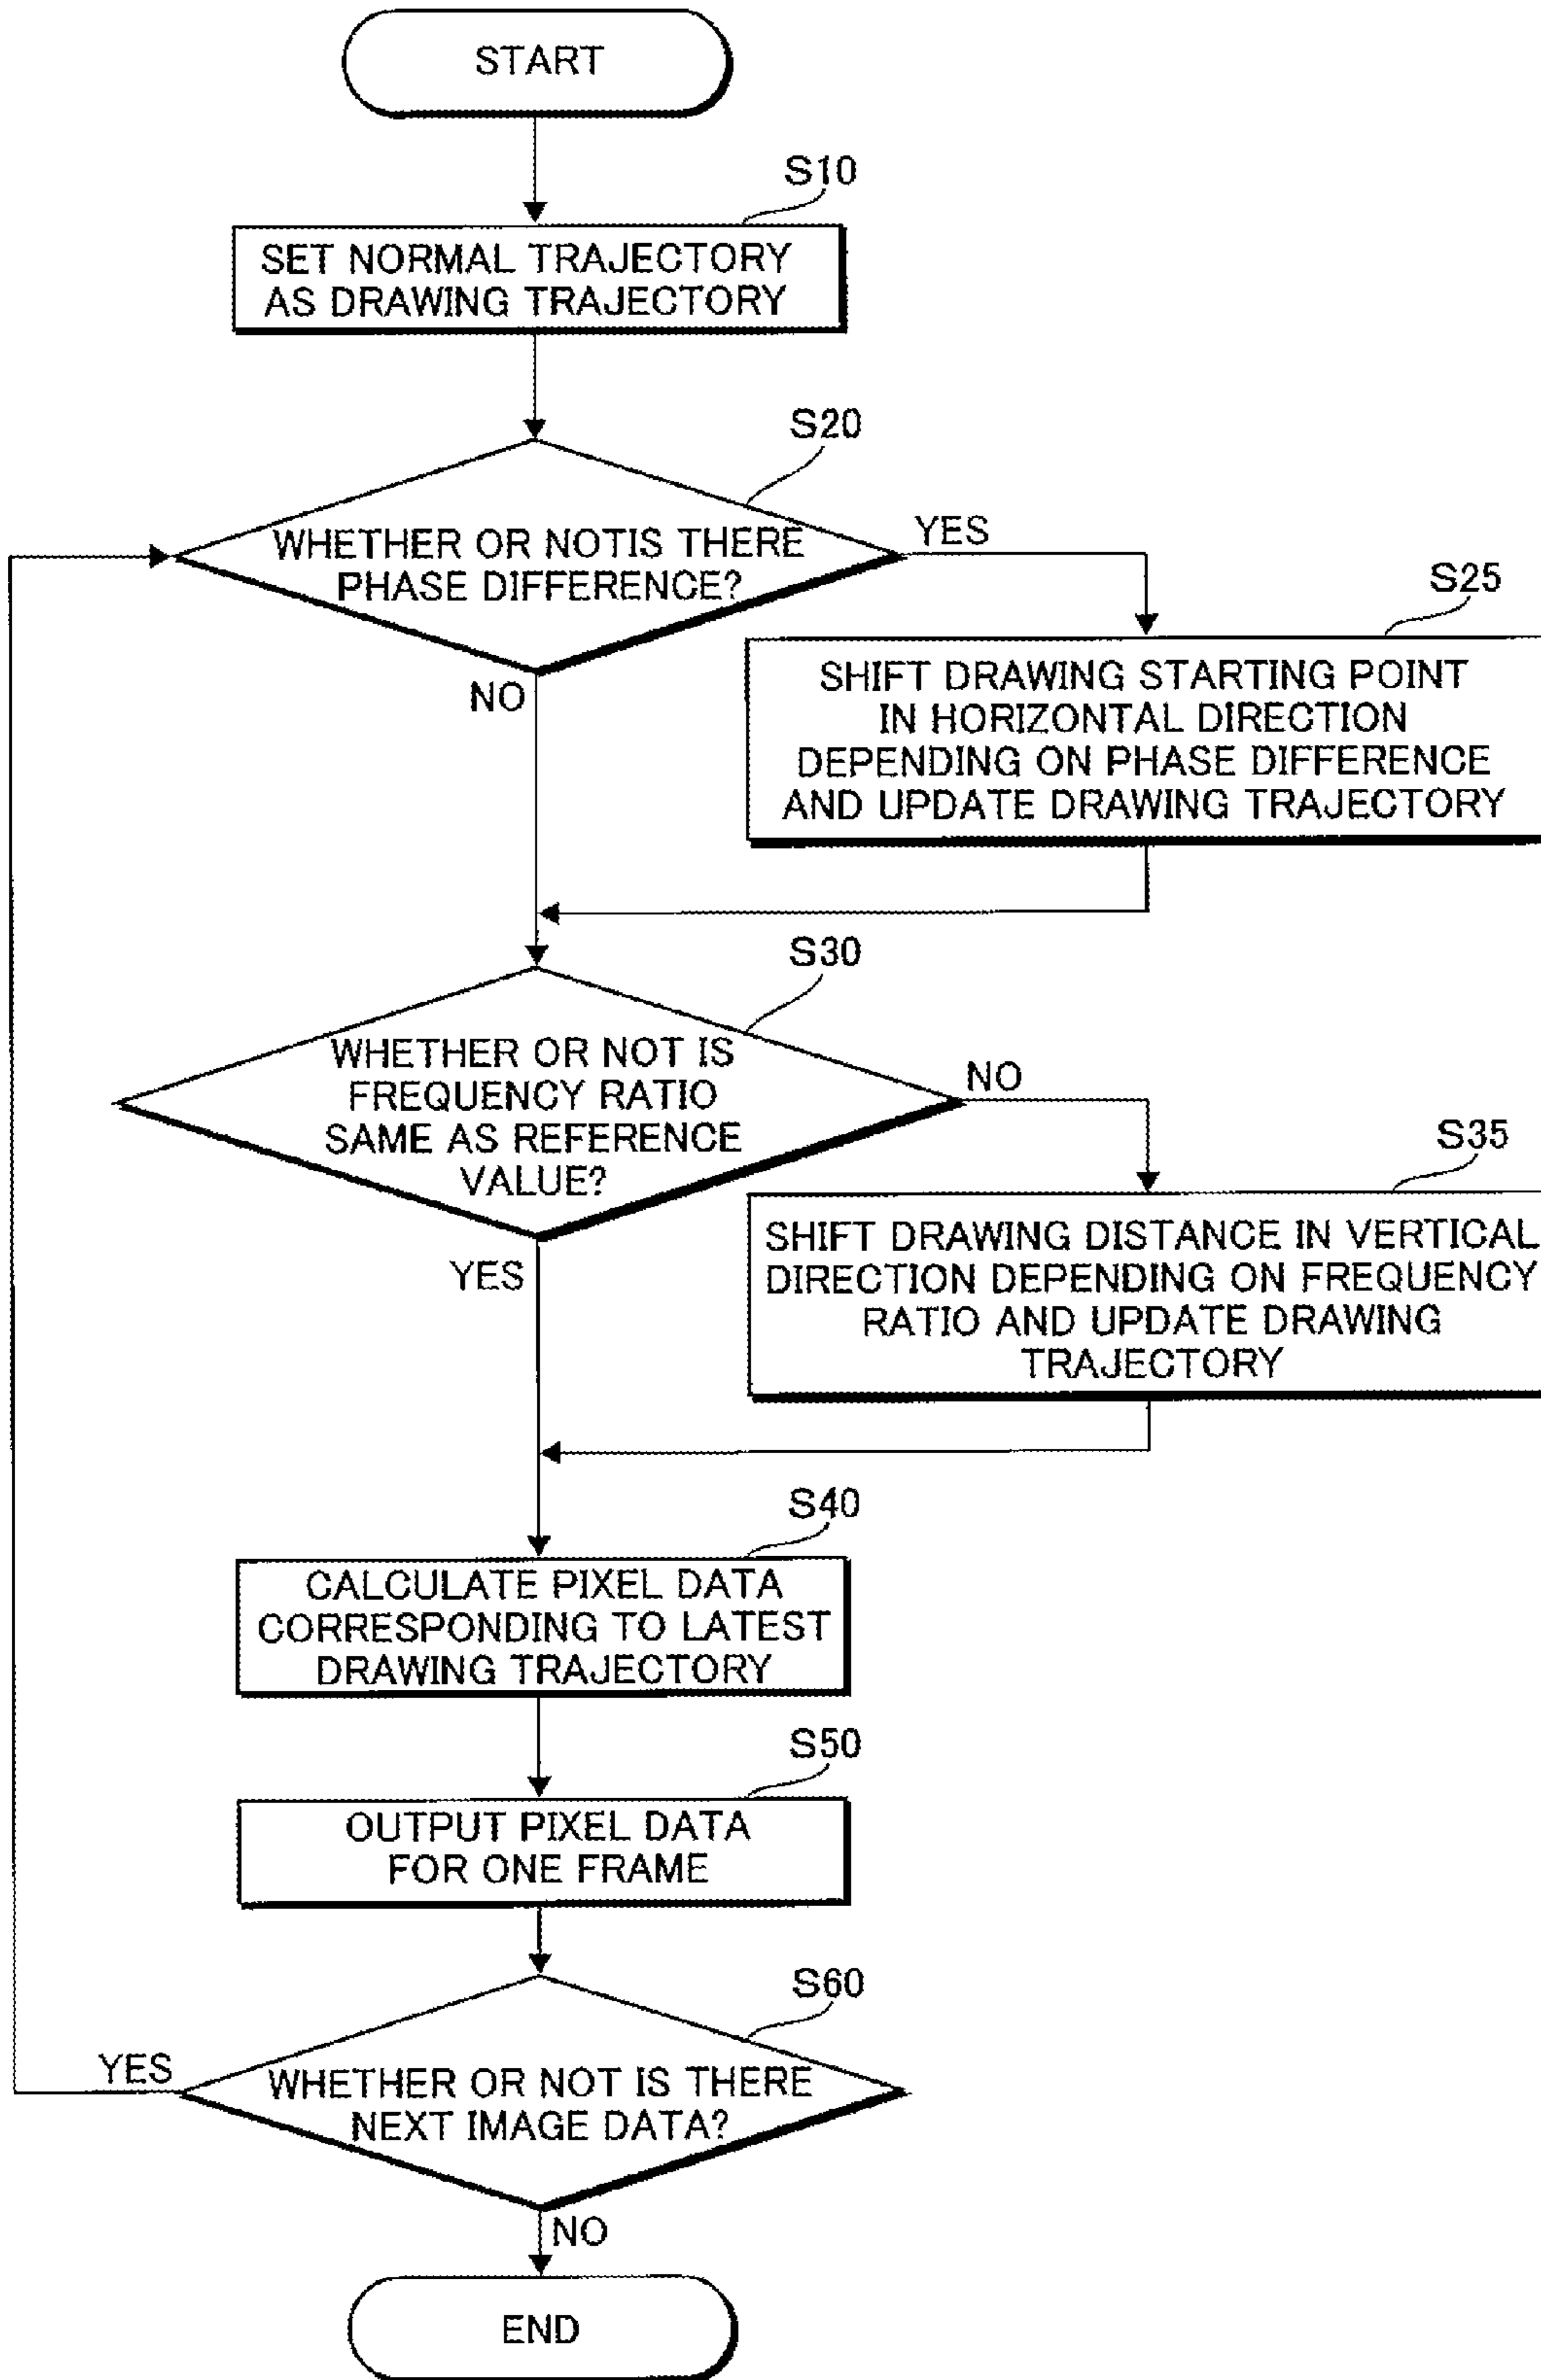 START
S10
SET NORMAL TRAJECTORY
AS DRAWING TRAJECTORY
S20
WHETHER OR NOTIS THERE
PHASE DIFFERENCE?
YES
NO
S25
SHIFT DRAWING STARTING POINT
IN HORIZONTAL DIRECTION
DEPENDING ON PHASE DIFFERENCE
AND UPDATE DRAWING TRAJECTORY
S30
WHETHER OR NOT IS
FREQUENCY RATIO
SAME AS REFERENCE
VALUE?
NO
YES
S35
SHIFT DRAWING DISTANCE IN VERTICAL
DIRECTION DEPENDING ON FREQUENCY
RATIO AND UPDATE DRAWING
TRAJECTORY
S40
CALCULATE PIXEL DATA
CORRESPONDING TO LATEST
DRAWING TRAJECTORY
S50
OUTPUT PIXEL DATA
FOR ONE FRAME
S60
YES
WHETHER OR NOT IS THERE
NEXT IMAGE DATA?
NO
END